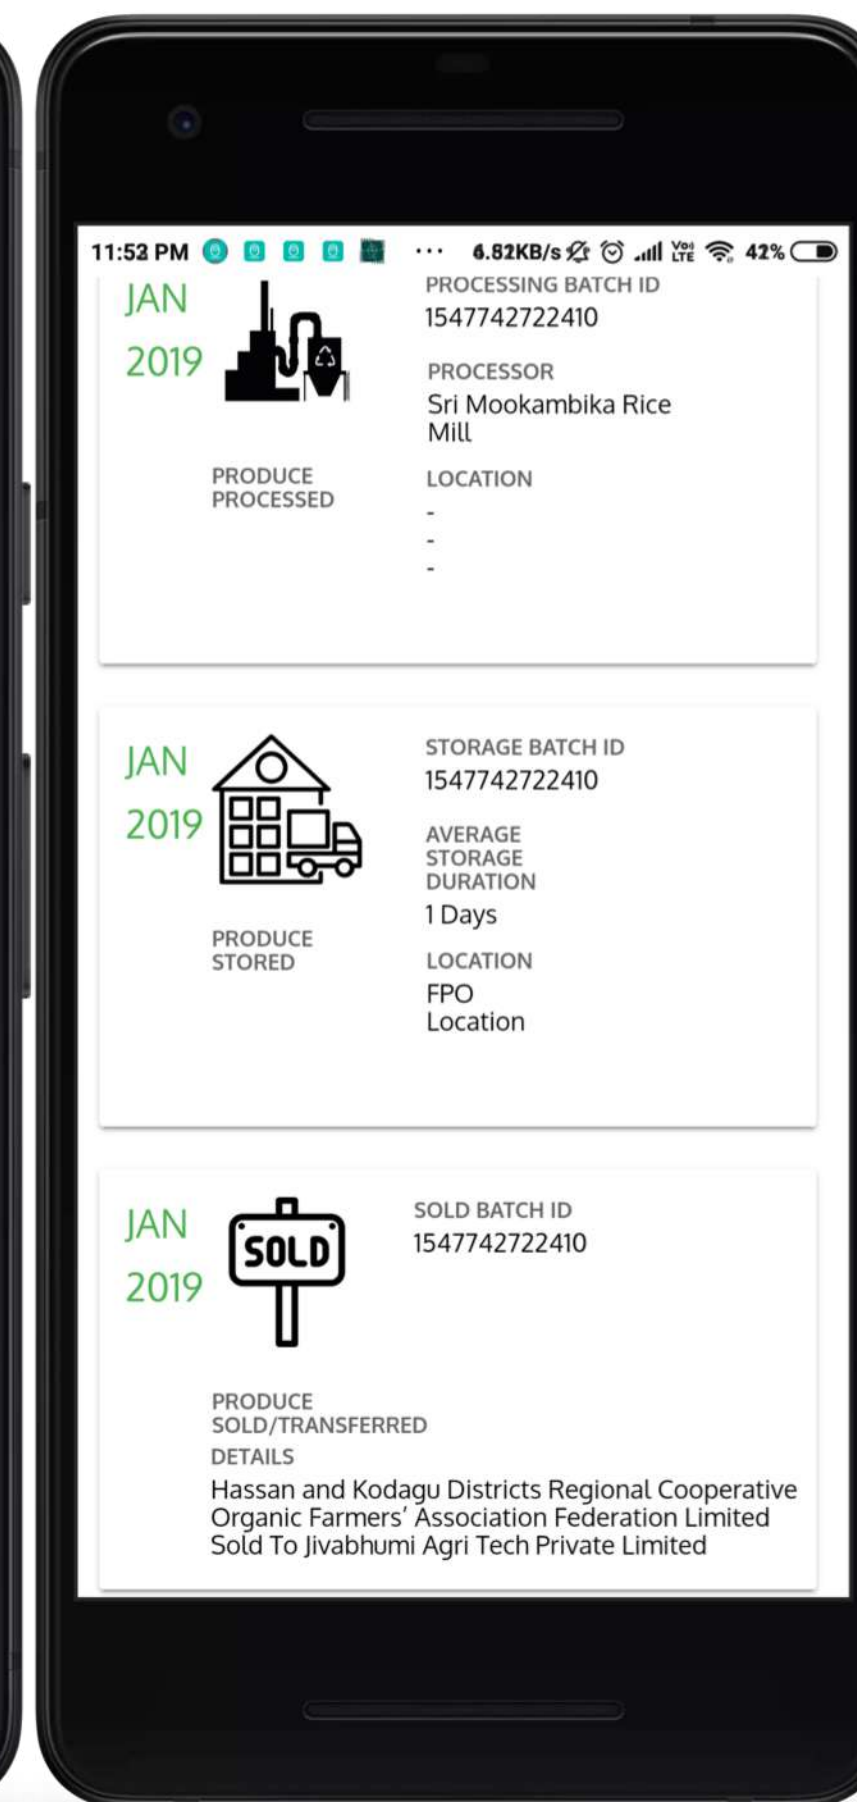 11:53 PM ... 6.82KB/s VoI LTE 42%
JAN
2019
PRODUCE
PROCESSED
PROCESSING BATCH ID
1547742722410
PROCESSOR
Sri Mookambika Rice
Mill
LOCATION
-
-
-
JAN
2019
PRODUCE
STORED
STORAGE BATCH ID
1547742722410
AVERAGE
STORAGE
DURATION
1 Days
LOCATION
FPO
Location
JAN
2019
SOLD
SOLD BATCH ID
1547742722410
PRODUCE
SOLD/TRANSFERRED
DETAILS
Hassan and Kodagu Districts Regional Cooperative
Organic Farmers’ Association Federation Limited
Sold To Jivabhumi Agri Tech Private Limited